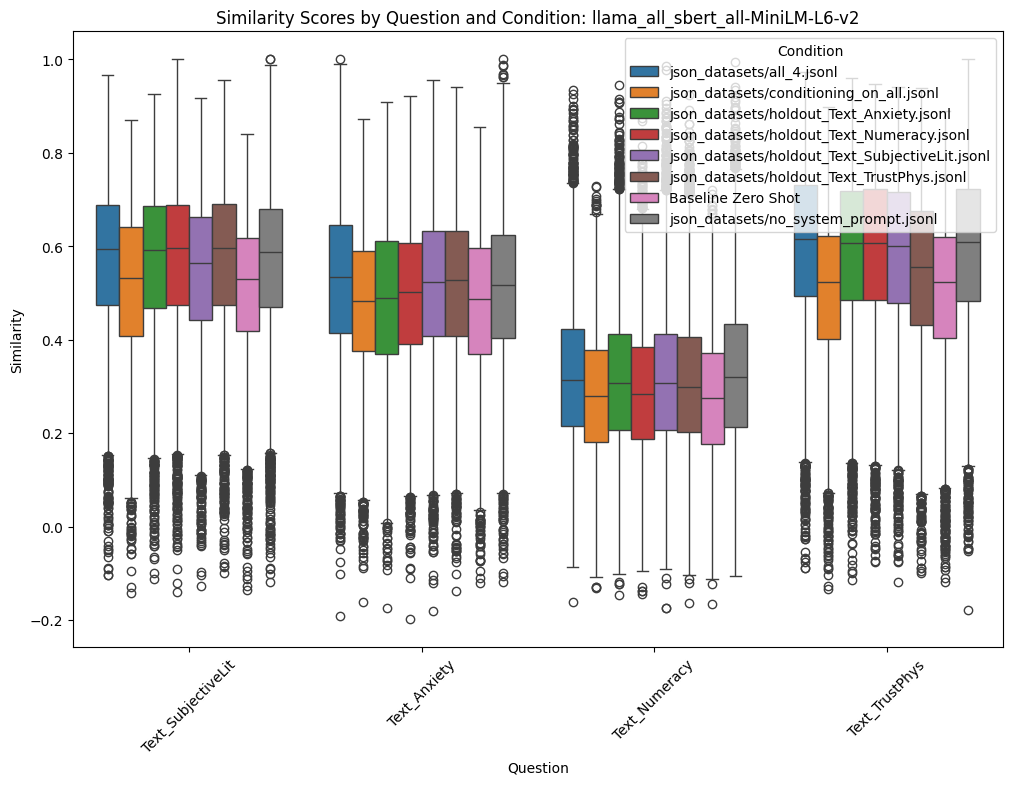 Similarity Scores by Question and Condition: llama_all_sbert_all-MiniLM-L6-v2
Condition
json_datasets/all_4.jsonl
json_datasets/conditioning_on_all.jsonl
json_datasets/holdout_Text_Anxiety.jsonl
json_datasets/holdout_Text_Numeracy.jsonl
json_datasets/holdout_Text_SubjectiveLit.jsonl
json_datasets/holdout_Text_TrustPhys.jsonl
Baseline Zero Shot
json_datasets/no_system_prompt.jsonl
Similarity
1.0
0.8
0.6
0.4
0.2
0.0
−0.2
Text_SubjectiveLit
Text_Anxiety
Text_Numeracy
Text_TrustPhys
Question